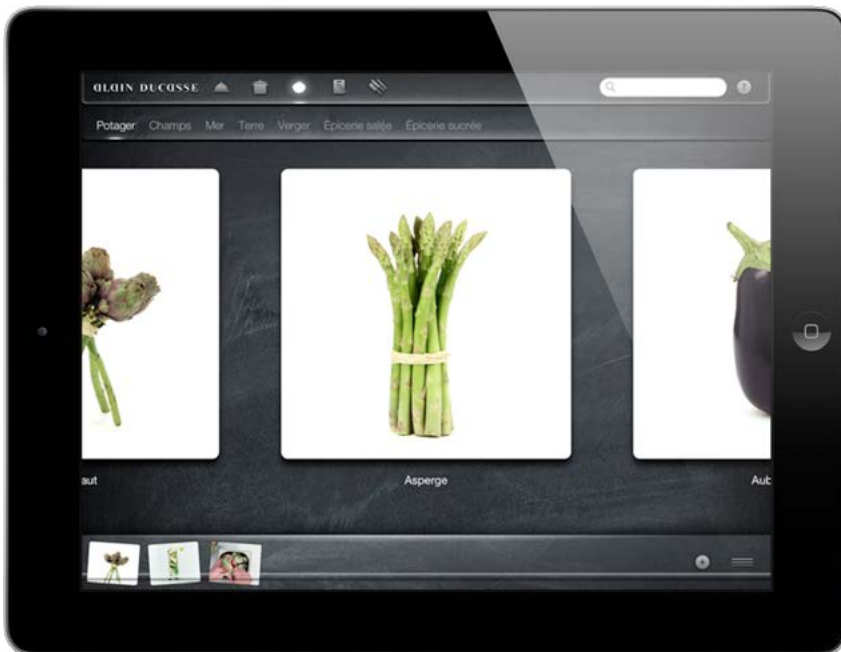 alain ducasse
Potager Champs Mer Terre Verger Épicerie salée Épicerie sucrée
aut Asperge Aub